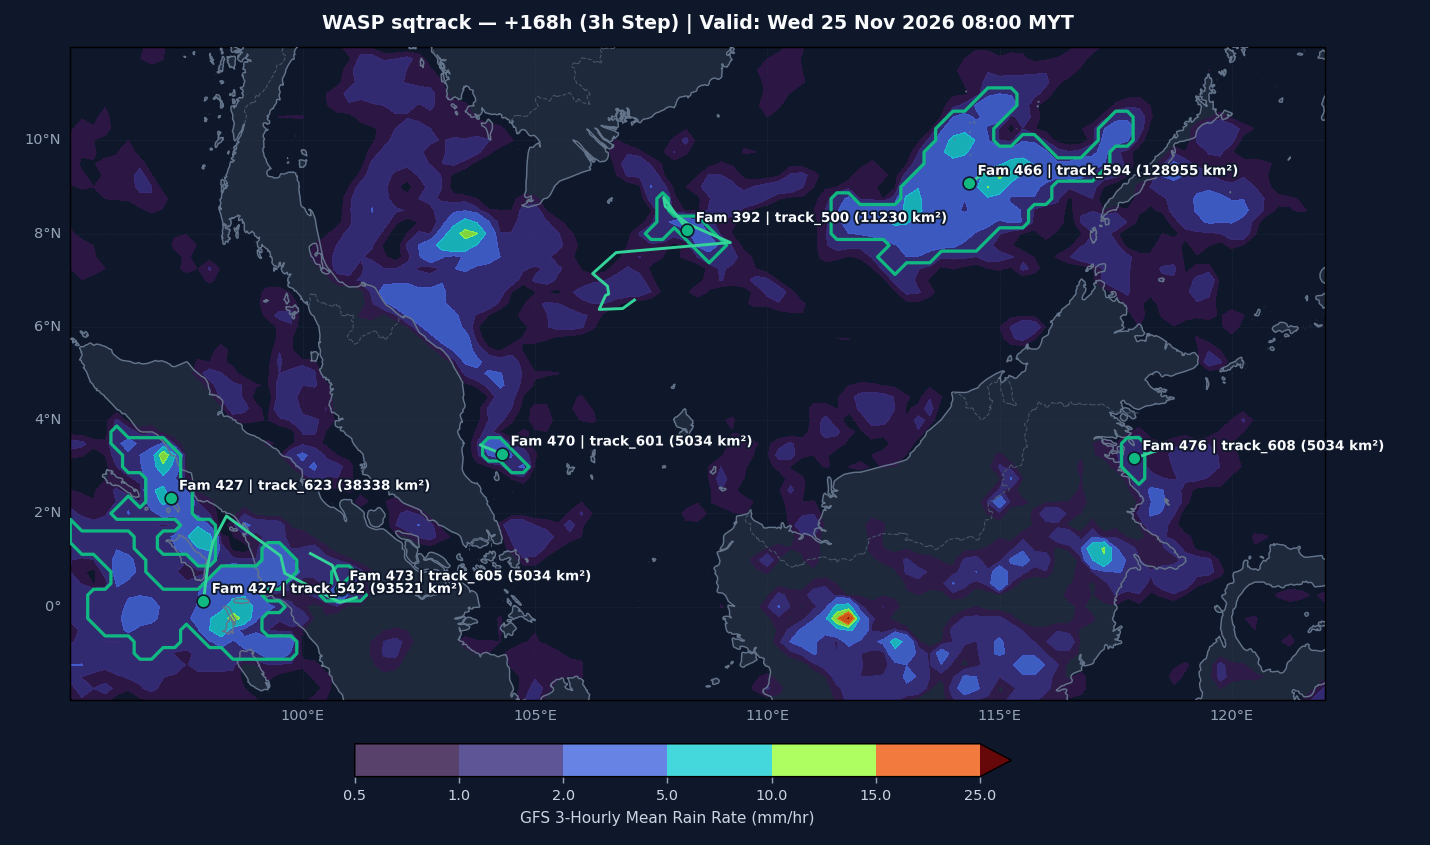 WASP sqtrack — +168h (3h Step) | Valid: Wed 25 Nov 2026 08:00 MYT
10°N
Fam 466 | track_594 (128955 km²)
Fam 392 | track_500 (11230 km²)
8°N
6°N
4°N
Fam 470 | track_601 (5034 km²)
Fam 476 | track_608 (5034 km²)
Fam 427 | track_623 (38338 km²)
2°N
Fam 473 | track_605 (5034 km²)
Fam 427 | track_542 (93521 km²)
0°
100°E 105°E 110°E 115°E 120°E
0.5 1.0 2.0 5.0 10.0 15.0 25.0
GFS 3-Hourly Mean Rain Rate (mm/hr)